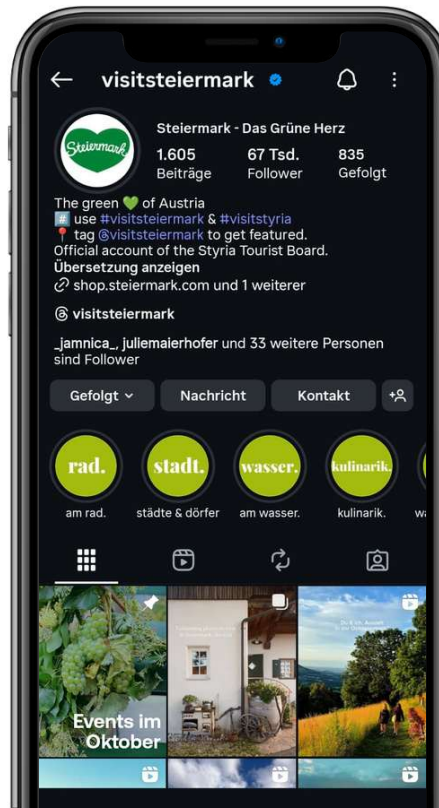 visitsteiermark
Steiermark
Steiermark - Das Grüne Herz
1.605 67 Tsd. 835
Beiträge Follower Gefolgt
The green 💚 of Austria
#️⃣ use #visitsteiermark & #visitstyria
📍 tag @visitsteiermark to get featured.
Official account of the Styria Tourist Board.
Übersetzung anzeigen
shop.steiermark.com und 1 weiterer
visitsteiermark
_jamnica_, juliemaierhofer und 33 weitere Personen
sind Follower
Gefolgt Nachricht Kontakt
rad. stadt. wasser. kulinarik.
am rad. städte & dörfer am wasser. kulinarik.
Events im
Oktober